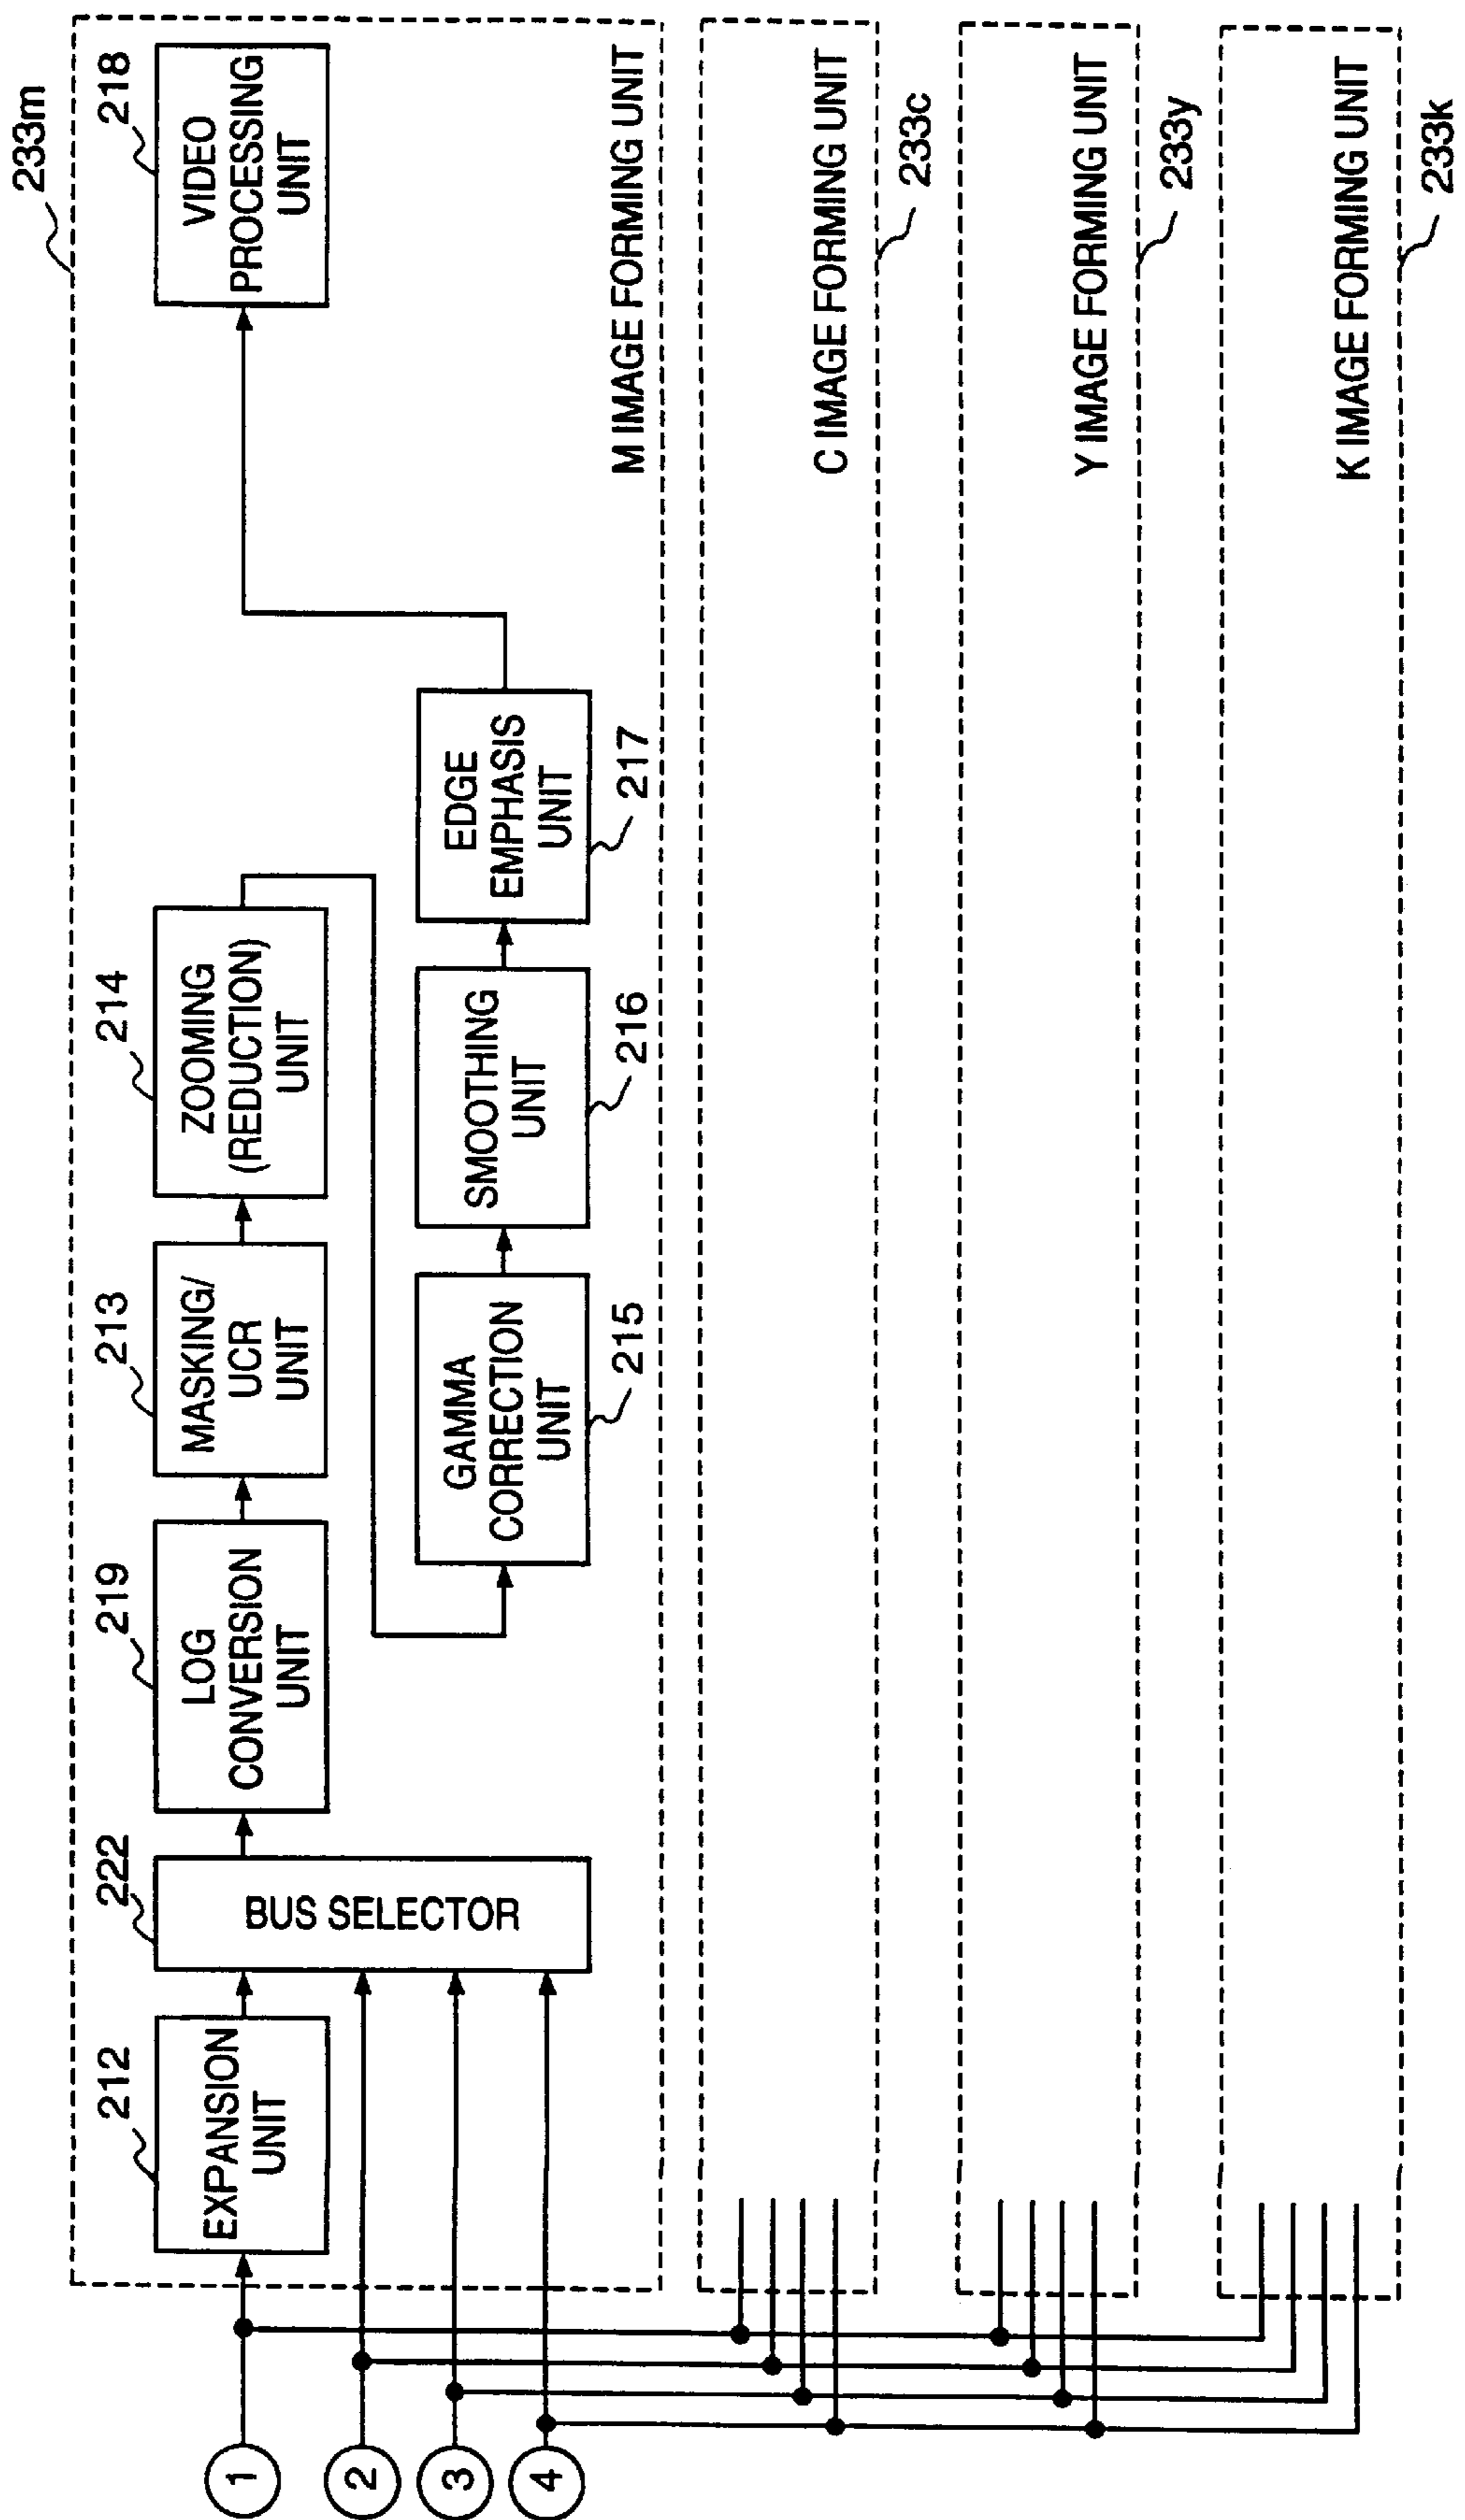 233m
218
VIDEO
PROCESSING
UNIT
214
ZOOMING
(REDUCTION)
UNIT
213
MASKING/
UCR
UNIT
219
LOG
CONVERSION
UNIT
222
BUS SELECTOR
212
EXPANSION
UNIT
EDGE
EMPHASIS
UNIT
217
SMOOTHING
UNIT
216
GAMMA
CORRECTION
UNIT
215
M IMAGE FORMING UNIT
C IMAGE FORMING UNIT
233c
Y IMAGE FORMING UNIT
233y
K IMAGE FORMING UNIT
233k
1
2
3
4